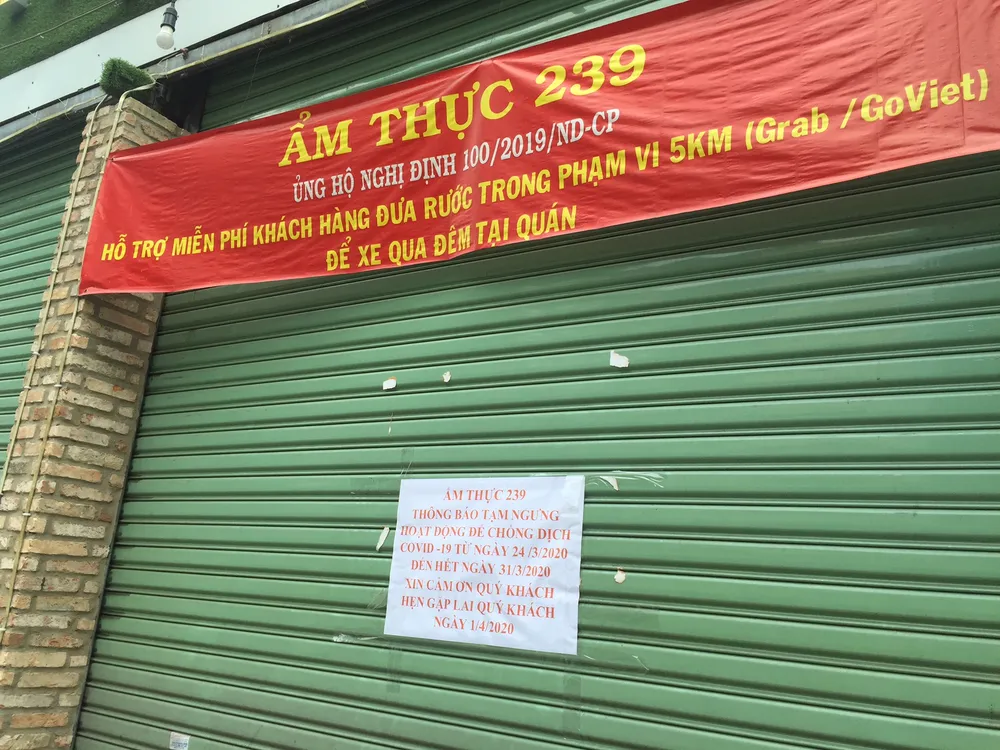 ẨM THỰC 239
ỦNG HỘ NGHỊ ĐỊNH 100/2019/NĐ-CP
HỖ TRỢ MIỄN PHÍ KHÁCH HÀNG ĐƯA RƯỚC TRONG PHẠM VI 5KM (Grab /GoViet)
ĐỂ XE QUA ĐÊM TẠI QUÁN
ẨM THỰC 239
THÔNG BÁO TẠM NGƯNG
HOẠT ĐỘNG ĐỂ CHỐNG DỊCH
COVID -19 TỪ NGÀY 24 /3/2020
ĐẾN HẾT NGÀY 31/3/2020
XIN CẢM ƠN QUÝ KHÁCH
HẸN GẶP LẠI QUÝ KHÁCH
NGÀY 1/4/2020